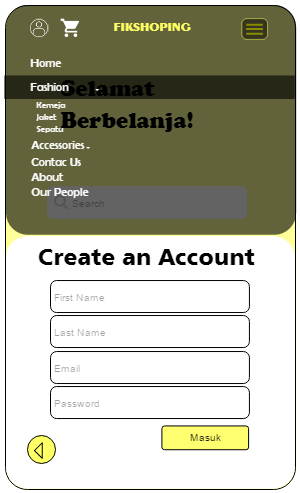 FIKSHOPING
Home
Fashion
Selamat
Kemeja
Joket
Sepatu
Berbelanja!
Accessories
Contac Us
About
Our People
Search
Create an Account
First Name
Last Name
Email
Password
Masuk